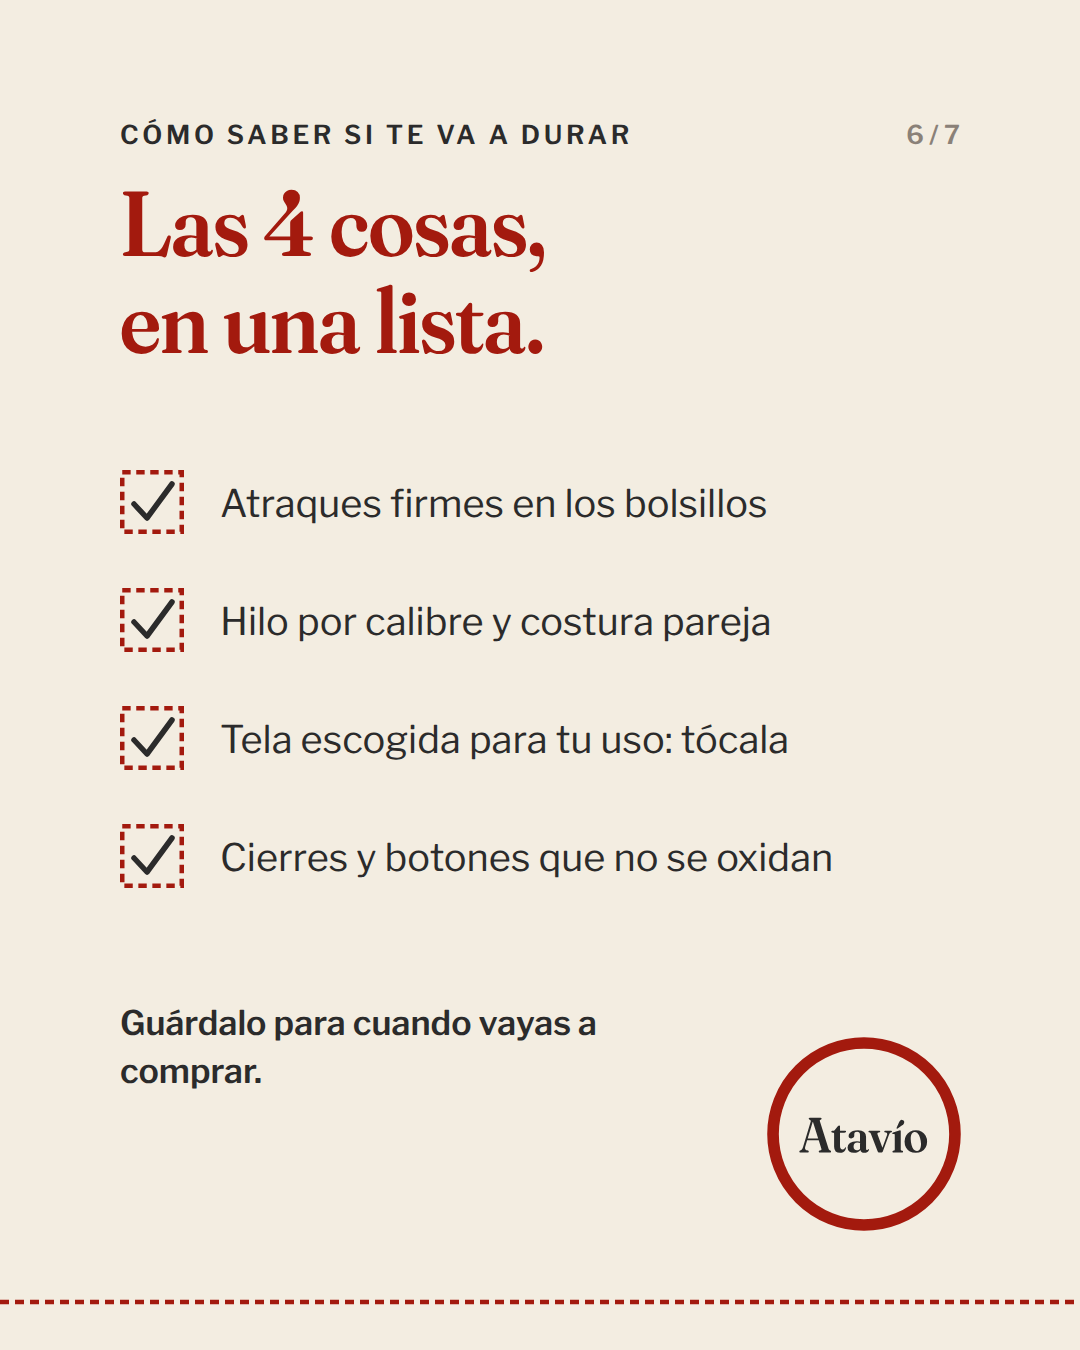 CÓMO SABER SI TE VA A DURAR
6/7
Las 4 cosas,
en una lista.
Atraques firmes en los bolsillos
Hilo por calibre y costura pareja
Tela escogida para tu uso: tócala
Cierres y botones que no se oxidan
Guárdalo para cuando vayas a
comprar.
Atavío